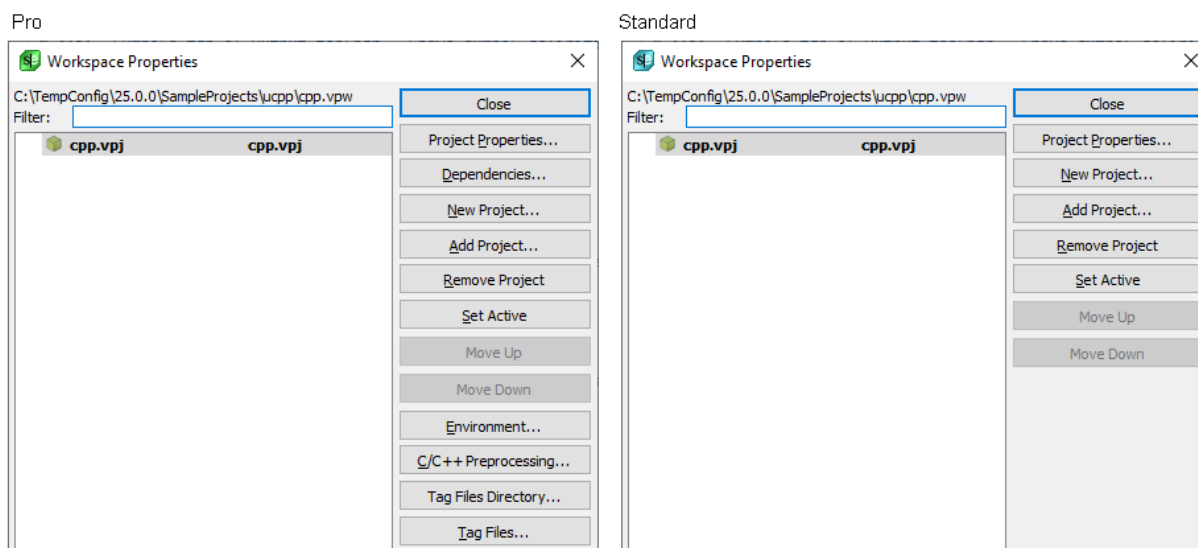 Pro
Workspace Properties
C:\TempConfig\25.0.0\SampleProjects\ucpp\cpp.vpw
Filter:
cpp.vpj cpp.vpj
Close
Project Properties...
Dependencies...
New Project...
Add Project...
Remove Project
Set Active
Move Up
Move Down
Environment...
C/C++ Preprocessing...
Tag Files Directory...
Tag Files...
Standard
Workspace Properties
C:\TempConfig\25.0.0\SampleProjects\ucpp\cpp.vpw
Filter:
cpp.vpj cpp.vpj
Close
Project Properties...
New Project...
Add Project...
Remove Project
Set Active
Move Up
Move Down